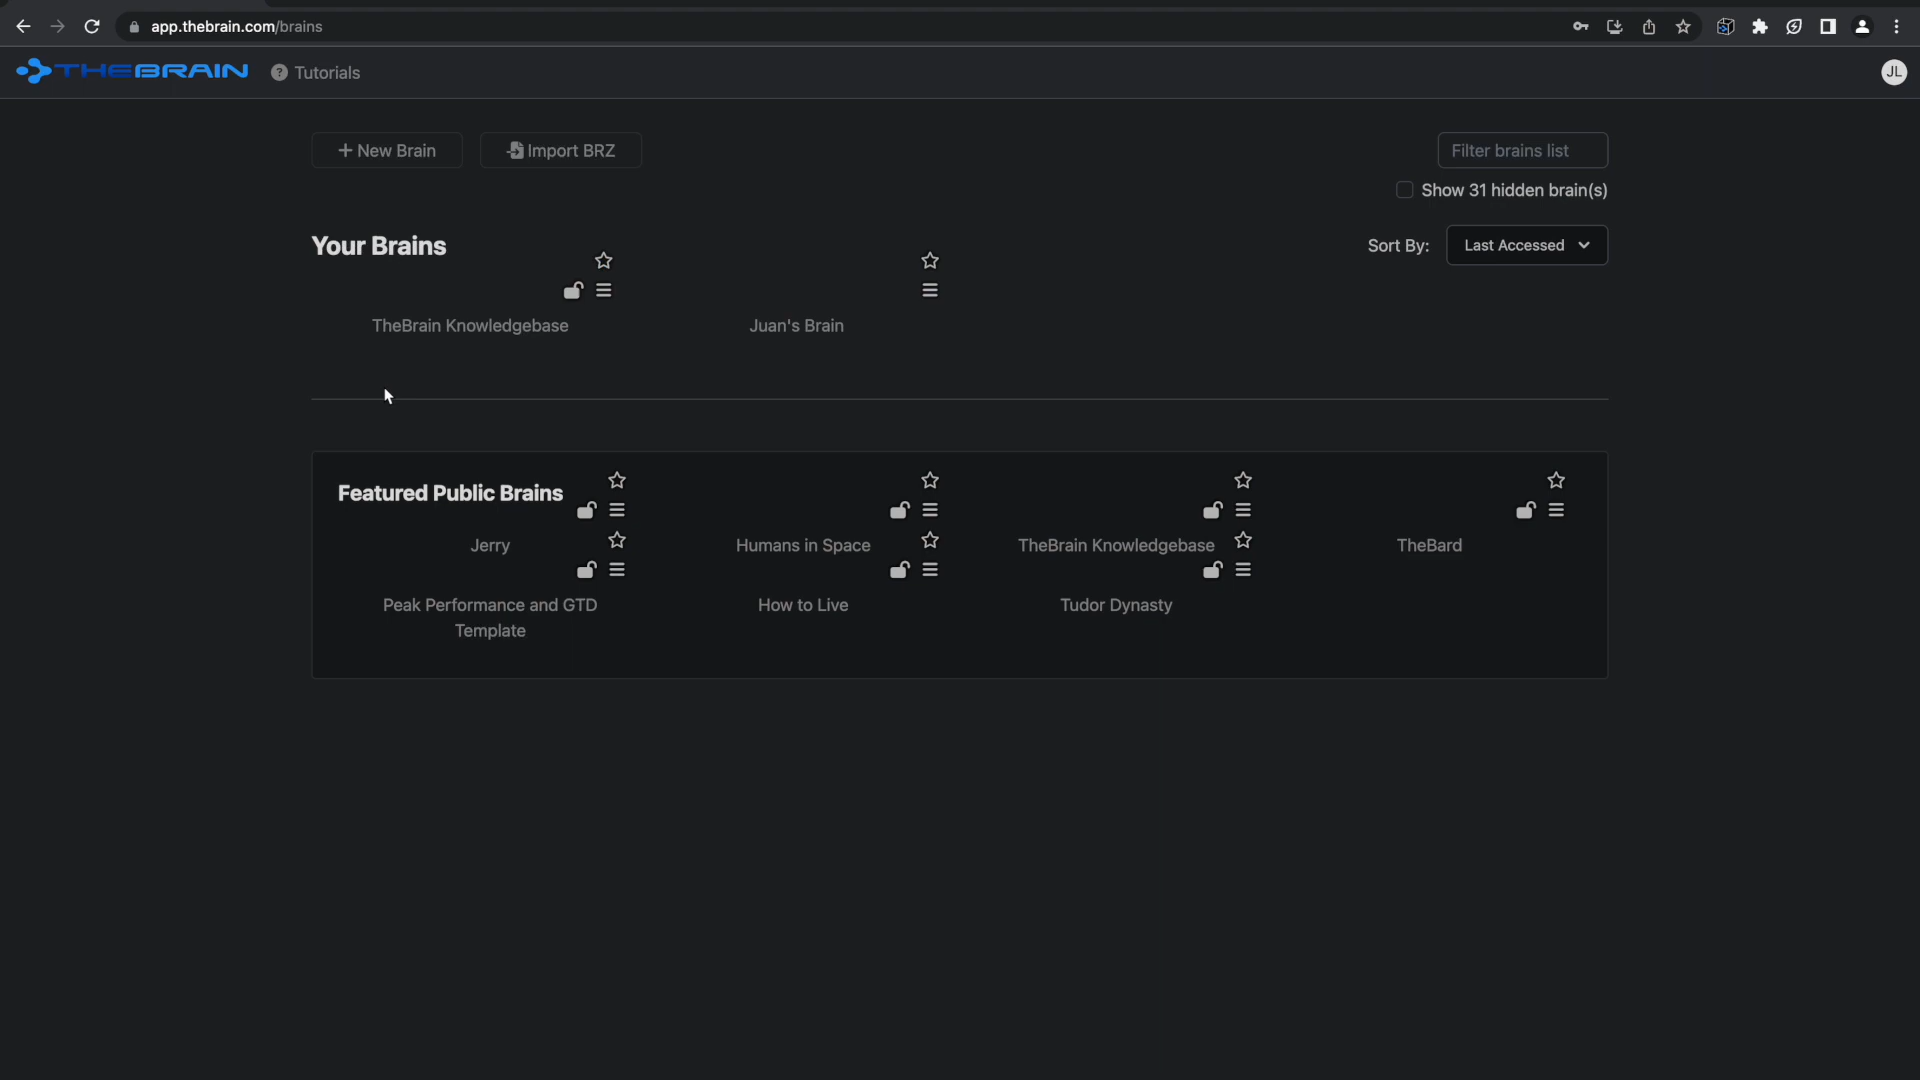 app.thebrain.com/brains
THEBRAIN
Tutorials
JL
New Brain
Import BRZ
Filter brains list
Show 31 hidden brain(s)
Your Brains
Sort By:
Last Accessed
TheBrain Knowledgebase
Juan's Brain
Featured Public Brains
Jerry
Humans in Space
TheBrain Knowledgebase
TheBard
Peak Performance and GTD
Template
How to Live
Tudor Dynasty